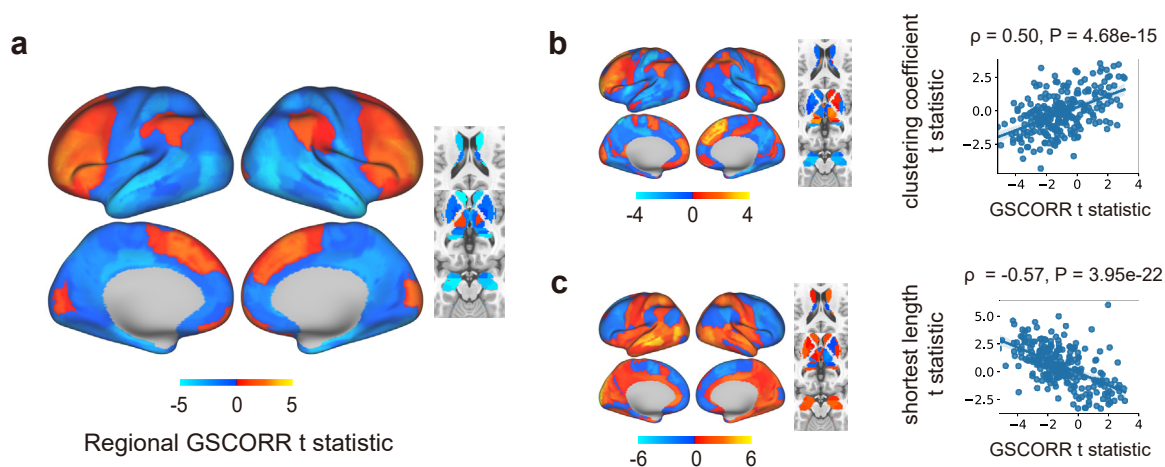 a
-5 0 5
Regional GSCORR t statistic
b
-4 0 4
ρ = 0.50, P = 4.68e-15
clustering coefficient
t statistic
2.5
0.0
−2.5
−4 −2 0 2 4
GSCORR t statistic
c
-6 0 6
ρ = -0.57, P = 3.95e-22
shortest length
t statistic
5.0
2.5
0.0
−2.5
−4 −2 0 2 4
GSCORR t statistic